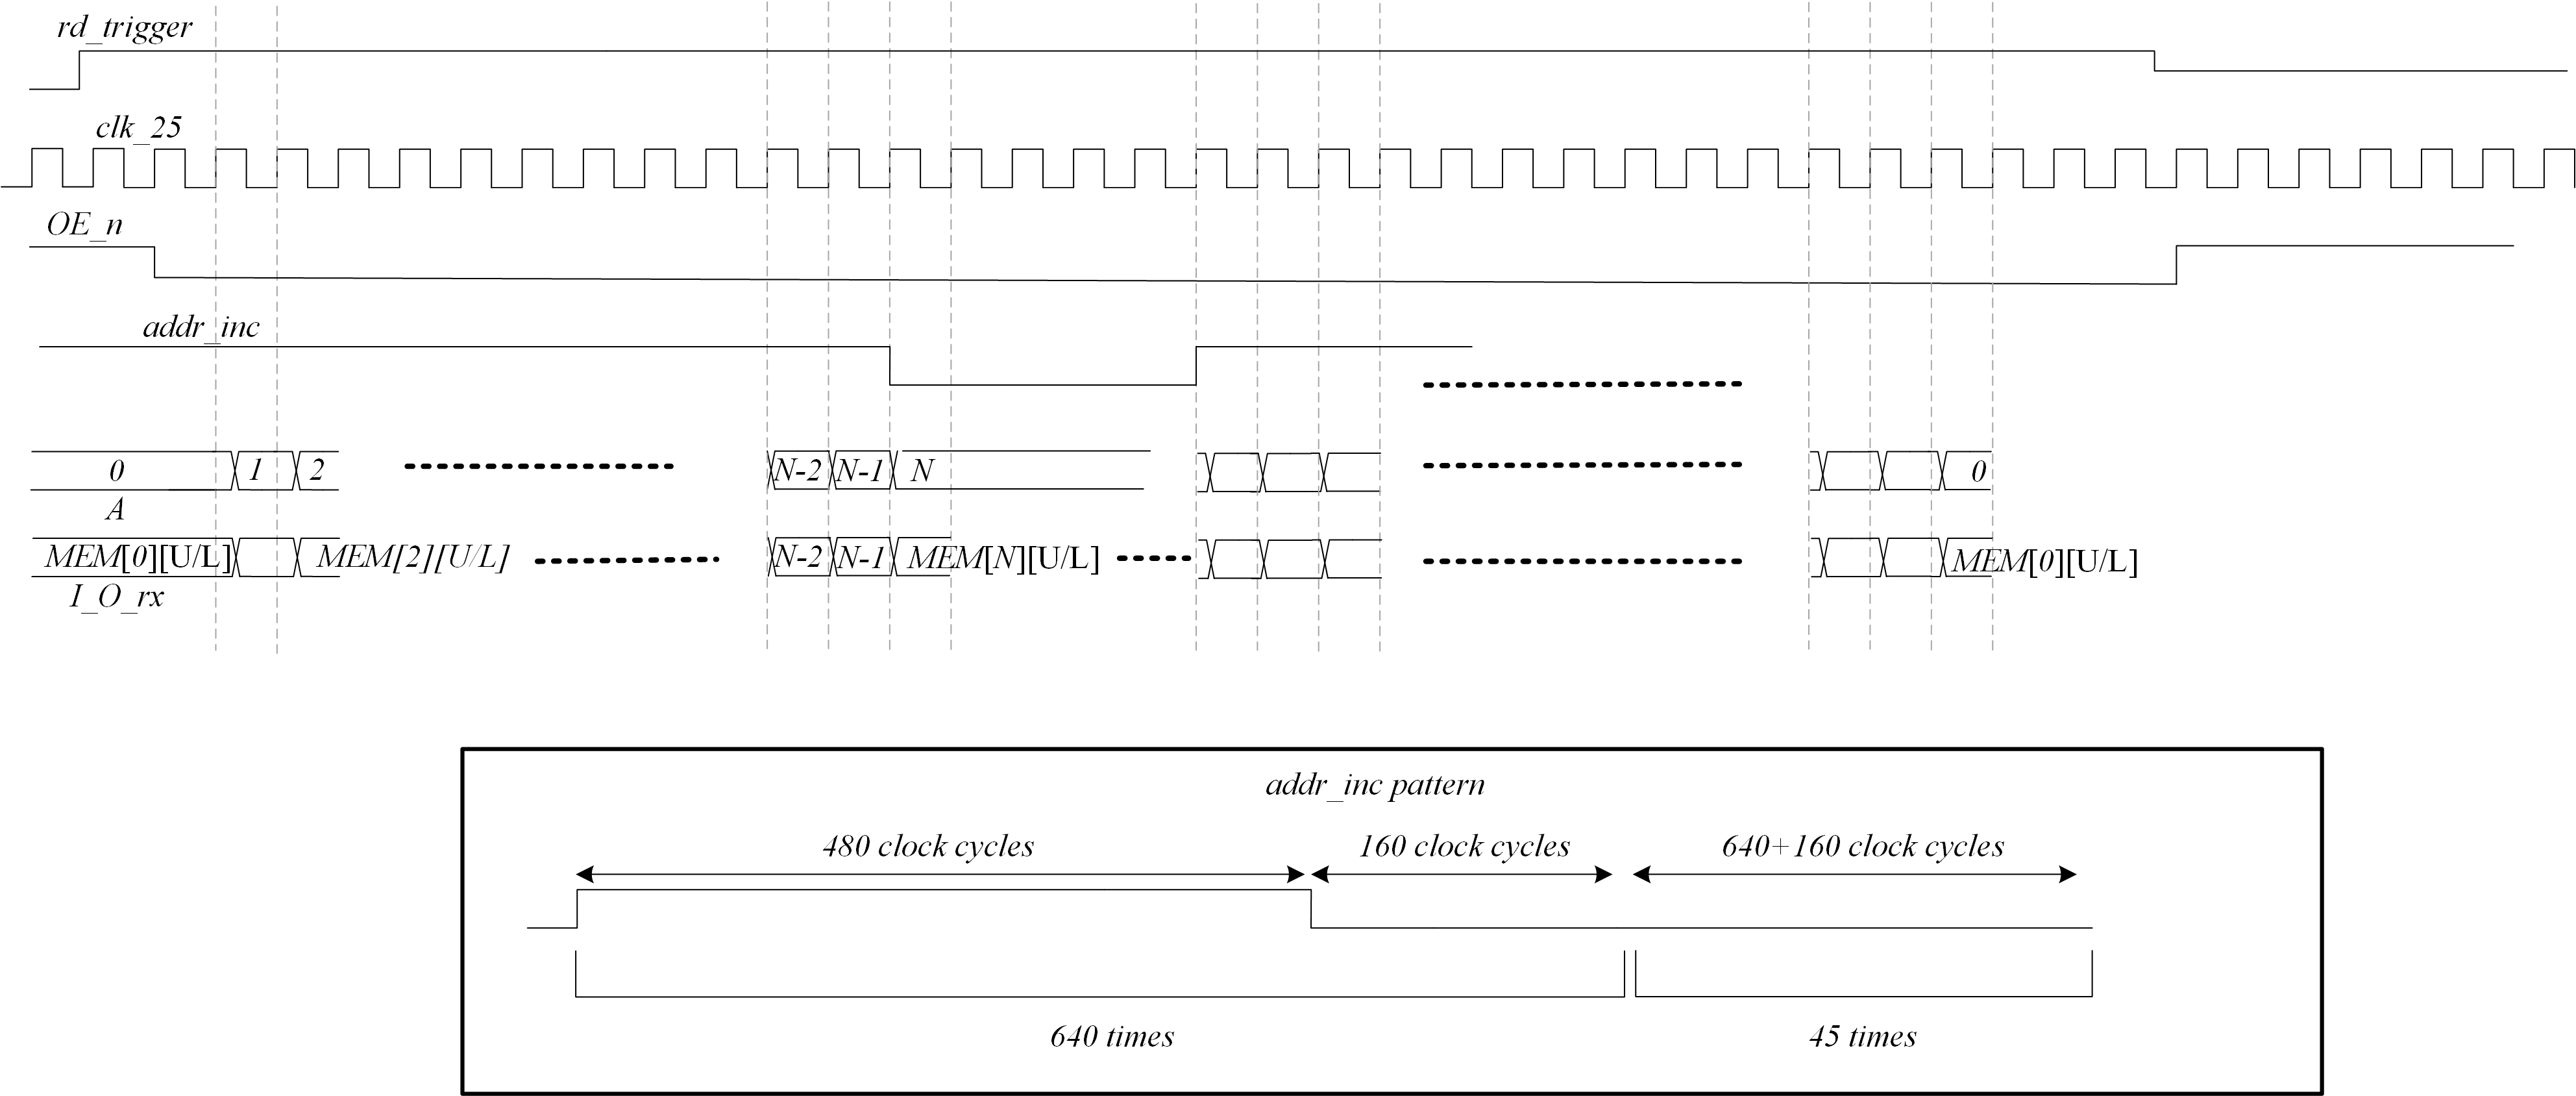 rd_trigger
clk_25
OE_n
addr_inc
0 1 2 N-2 N-1 N 0
A
MEM[0][U/L] MEM[2][U/L] N-2 N-1 MEM[N][U/L] MEM[0][U/L]
I_O_rx
addr_inc pattern
480 clock cycles 160 clock cycles 640+160 clock cycles
640 times 45 times